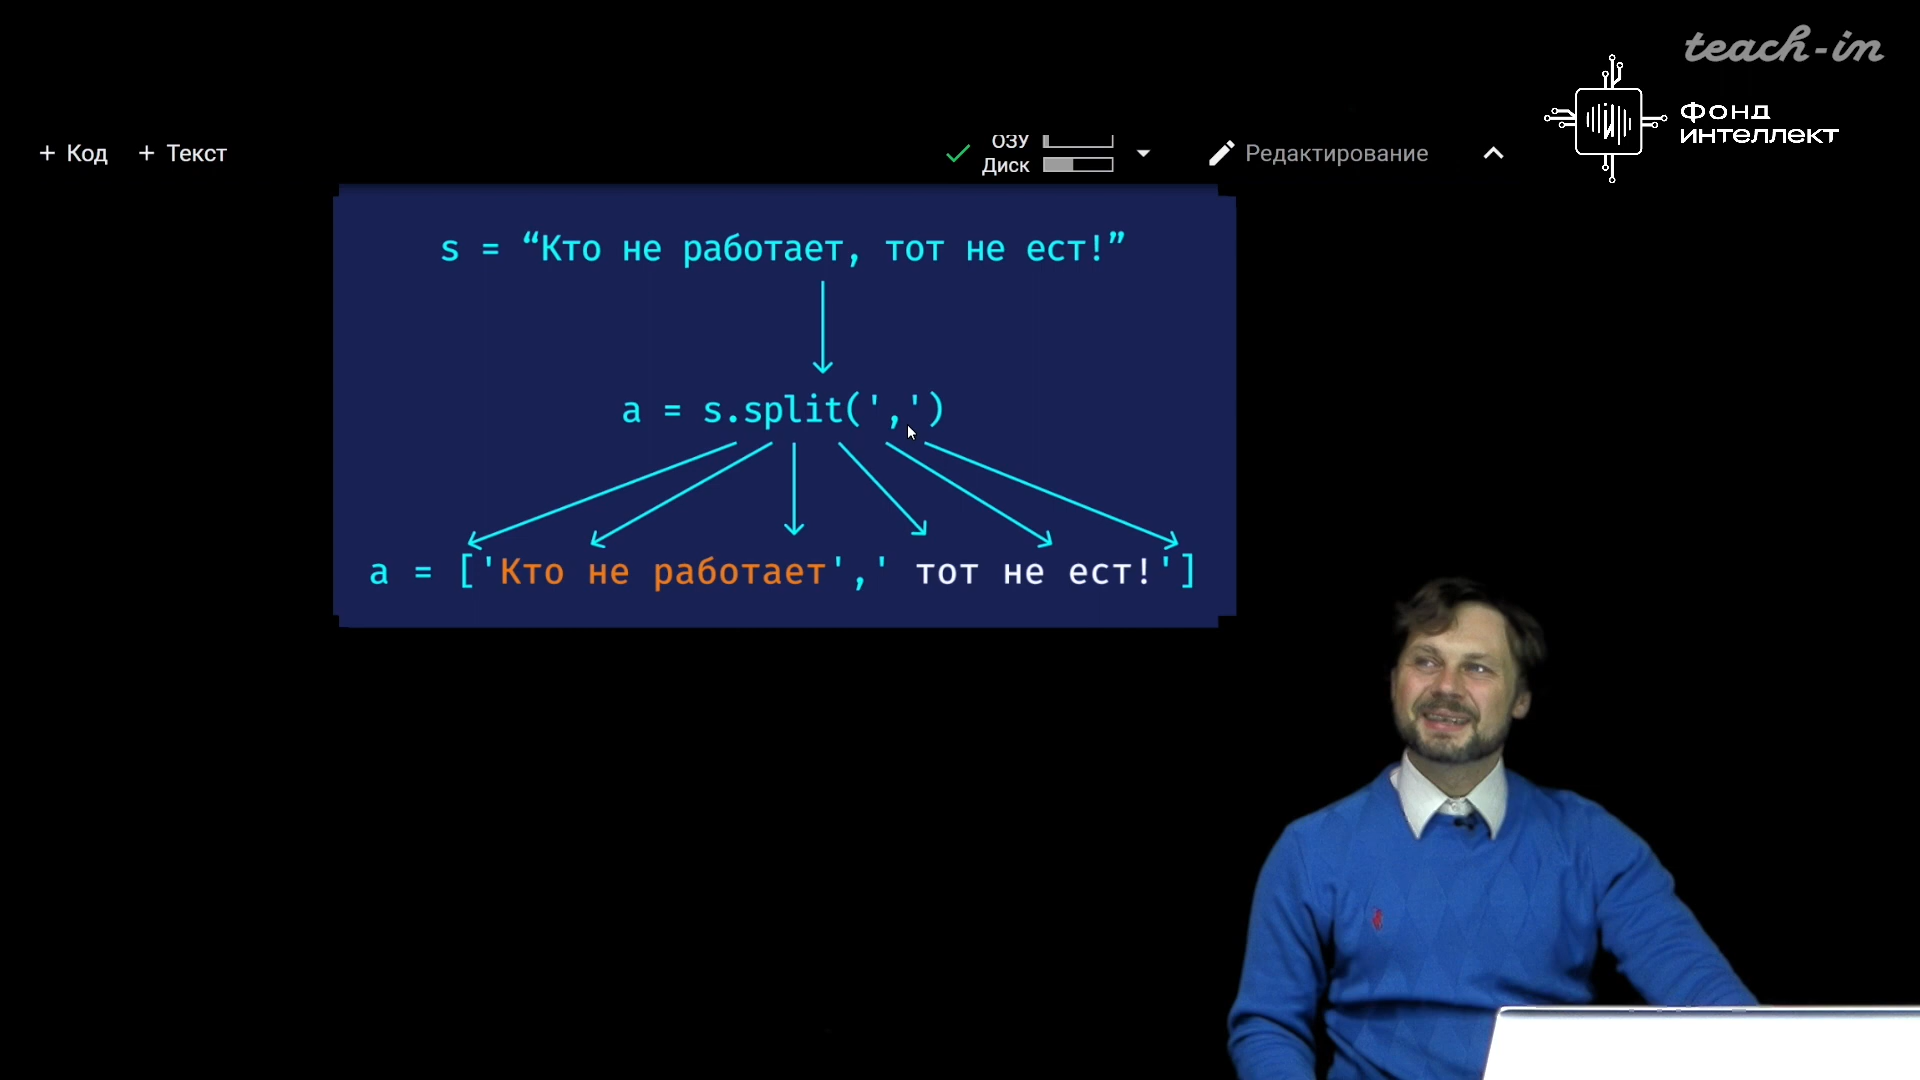 teach-in
ФОНД
ИНТЕЛЛЕКТ
+ Код + Текст
ОЗУ
Диск
Редактирование
s = “Кто не работает, тот не ест!”
a = s.split(',')
a = ['Кто не работает',' тот не ест!']